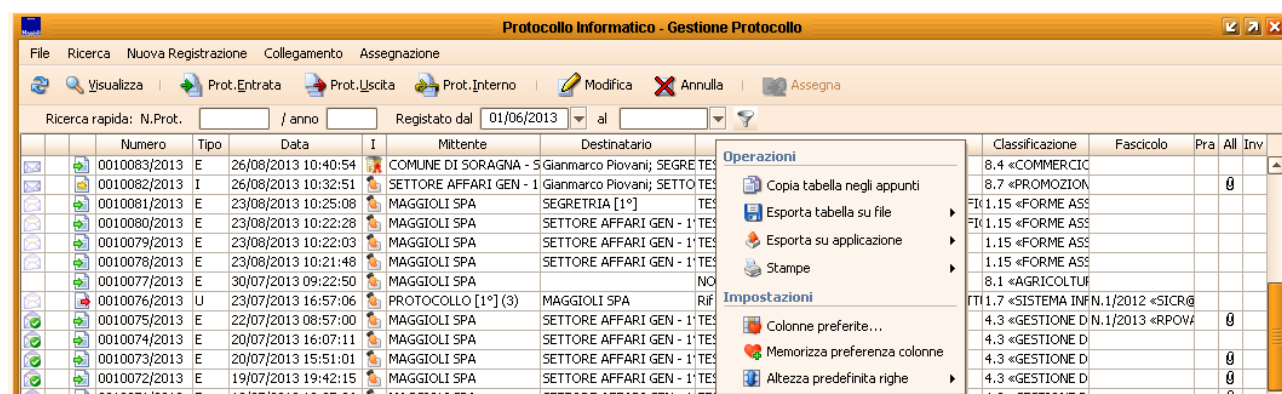 Protocollo Informatico - Gestione Protocollo
File Ricerca Nuova Registrazione Collegamento Assegnazione
Visualizza Prot.Entrata Prot.Uscita Prot.Interno Modifica Annulla Assegna
Ricerca rapida: N.Prot. / anno Registato dal 01/06/2013 al
Numero Tipo Data I Mittente Destinatario Classificazione Fascicolo Pra All Inv
0010083/2013 E 26/08/2013 10:40:54 COMUNE DI SORAGNA - S Gianmarco Piovani; SEGRE TES 8.4 «COMMERCIO
0010082/2013 I 26/08/2013 10:32:51 SETTORE AFFARI GEN - 1 Gianmarco Piovani; SETTO TES 8.7 «PROMOZION
0010081/2013 E 23/08/2013 10:25:08 MAGGIOLI SPA SEGRETRIA [1°] TES 1.15 «FORME ASS
0010080/2013 E 23/08/2013 10:22:28 MAGGIOLI SPA SETTORE AFFARI GEN - 1° TES 1.15 «FORME ASS
0010079/2013 E 23/08/2013 10:22:03 MAGGIOLI SPA SETTORE AFFARI GEN - 1° TES 1.15 «FORME ASS
0010078/2013 E 23/08/2013 10:21:48 MAGGIOLI SPA SETTORE AFFARI GEN - 1° TES 1.15 «FORME ASS
0010077/2013 E 30/07/2013 09:22:50 MAGGIOLI SPA NO 8.1 «AGRICOLTUR
0010076/2013 U 23/07/2013 16:57:06 PROTOCOLLO [1°] (3) MAGGIOLI SPA Rif 1.7 «SISTEMA INF N.1/2012 «SICR@
0010075/2013 E 22/07/2013 08:57:00 MAGGIOLI SPA SETTORE AFFARI GEN - 1° TES 4.3 «GESTIONE D N.1/2013 «RPOVA
0010074/2013 E 20/07/2013 16:07:11 MAGGIOLI SPA SETTORE AFFARI GEN - 1° TES 4.3 «GESTIONE D
0010073/2013 E 20/07/2013 15:51:01 MAGGIOLI SPA SETTORE AFFARI GEN - 1° TES 4.3 «GESTIONE D
0010072/2013 E 19/07/2013 19:42:15 MAGGIOLI SPA SETTORE AFFARI GEN - 1° TES 4.3 «GESTIONE D
Operazioni
Copia tabella negli appunti
Esporta tabella su file
Esporta su applicazione
Stampe
Impostazioni
Colonne preferite...
Memorizza preferenza colonne
Altezza predefinita righe